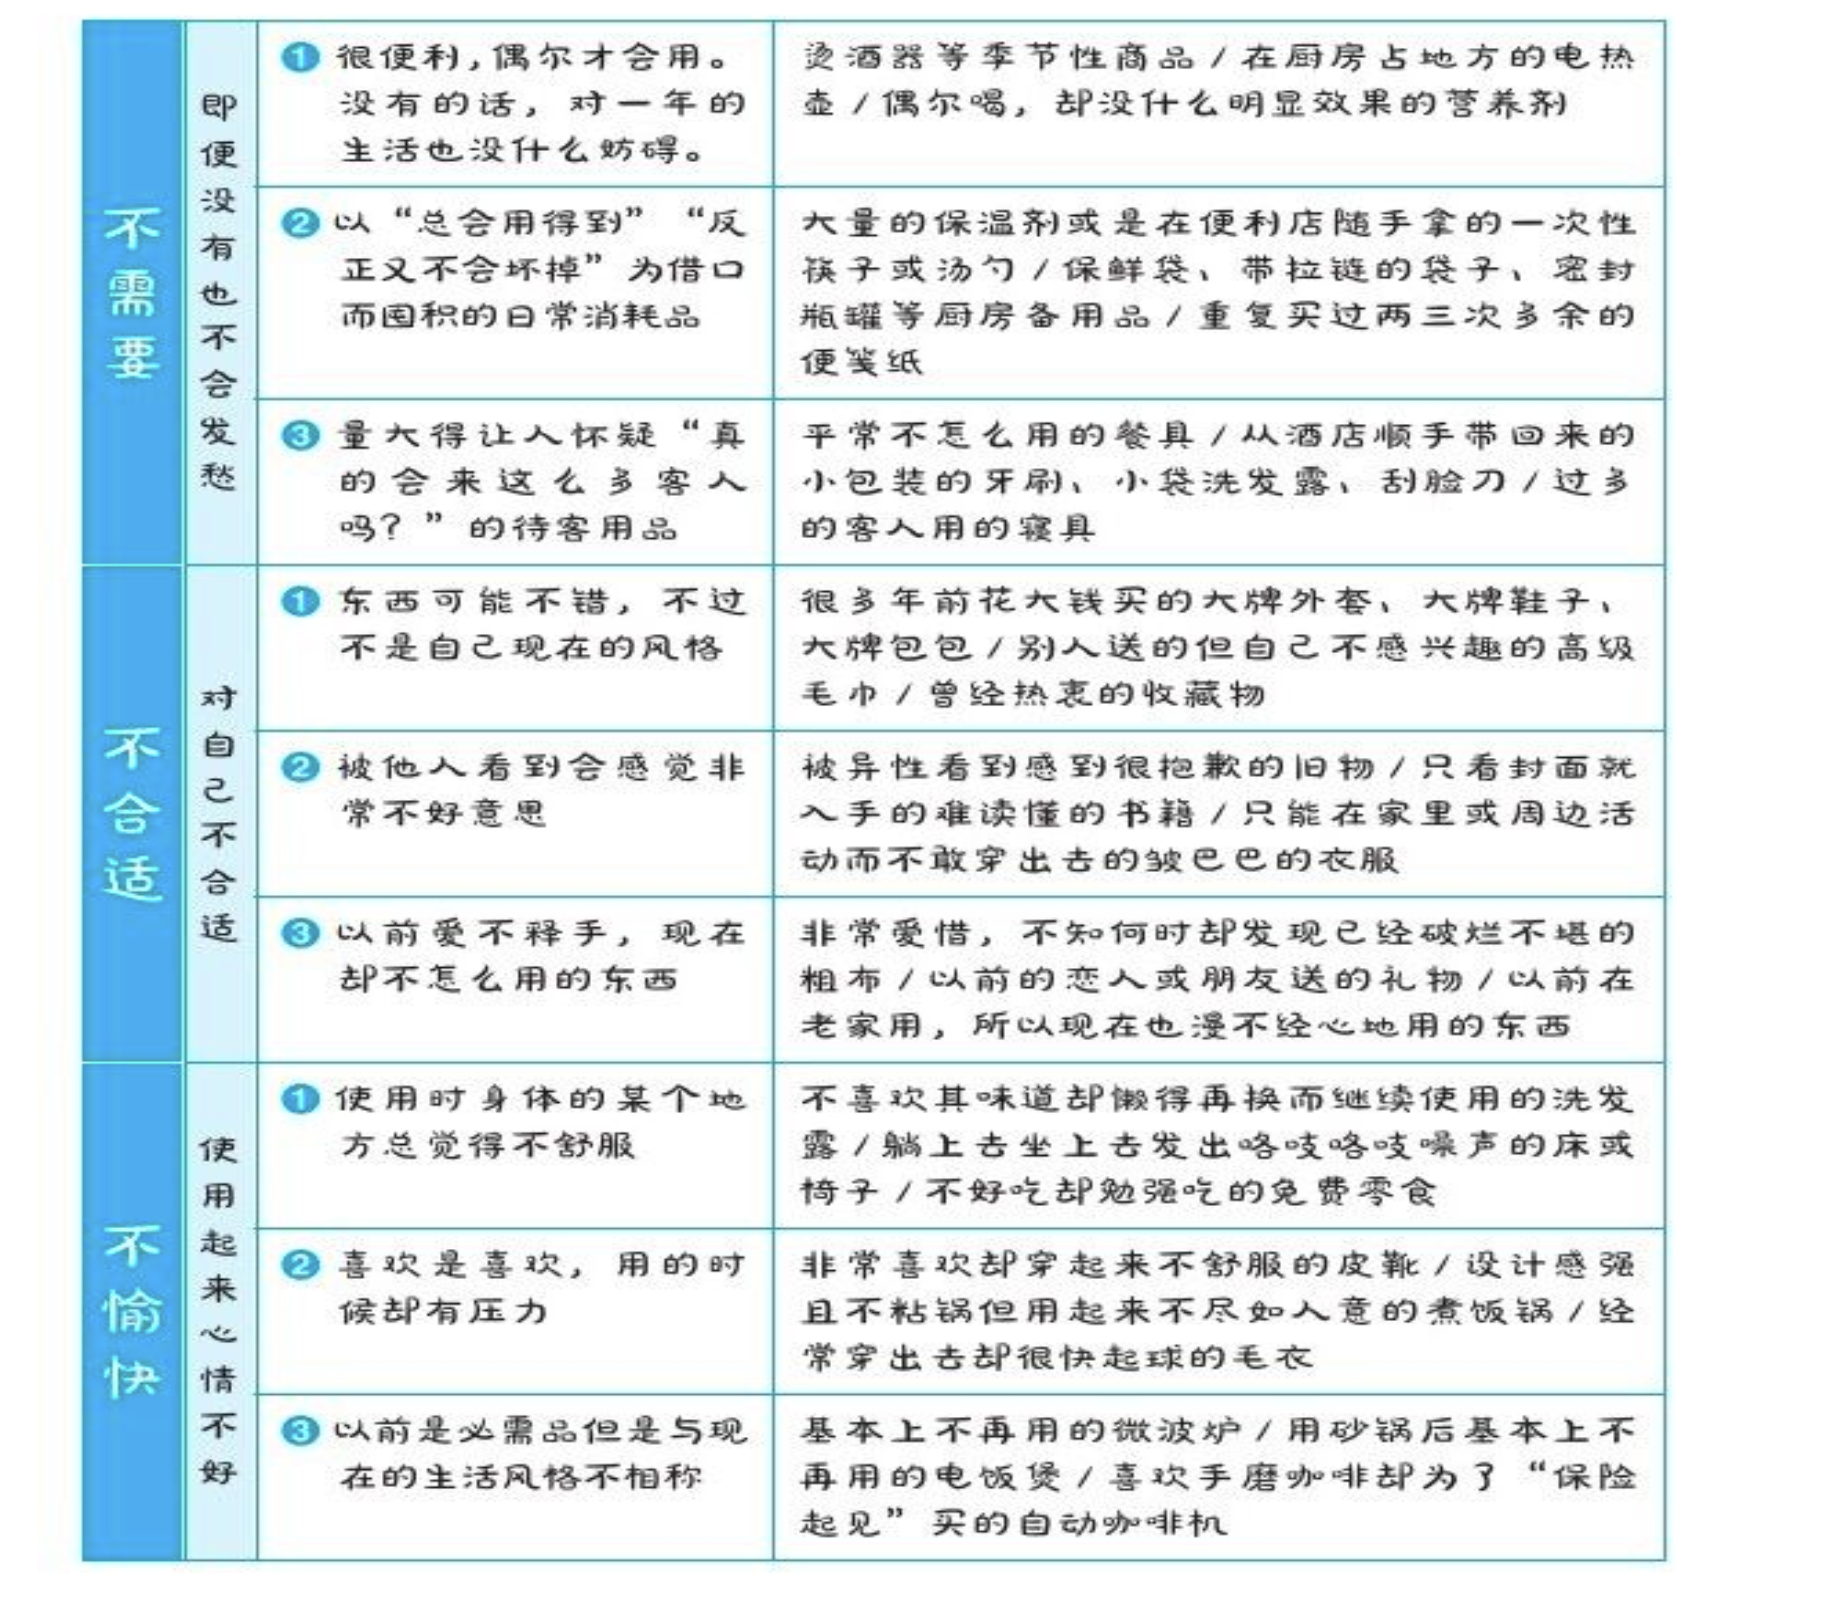 不需要
即便没有也不会发愁
1 很便利，偶尔才会用。
没有的话，对一年的
生活也没什么妨碍。
烫酒器等季节性商品/在厨房占地方的电热
壶/偶尔喝，却没什么明显效果的营养剂
2 以“总会用得到”“反
正又不会坏掉”为借口
而囤积的日常消耗品
大量的保温剂或是在便利店随手拿的一次性
筷子或汤勺/保鲜袋、带拉链的袋子、密封
瓶罐等厨房备用品/重复买过两三次多余的
便笺纸
3 量大得让人怀疑“真
的会来这么多客人
吗？”的待客用品
平常不怎么用的餐具/从酒店顺手带回来的
小包装的牙刷、小袋洗发露、刮脸刀/过多
的客人用的寝具
不合适
对自己不合适
1 东西可能不错，不过
不是自己现在的风格
很多年前花大钱买的大牌外套、大牌鞋子、
大牌包包/别人送的但自己不感兴趣的高级
毛巾/曾经热衷的收藏物
2 被他人看到会感觉非
常不好意思
被异性看到感到很抱歉的旧物/只看封面就
入手的难读懂的书籍/只能在家里或周边活
动而不敢穿出去的皱巴巴的衣服
3 以前爱不释手，现在
却不怎么用的东西
非常爱惜，不知何时却发现已经破烂不堪的
粗布/以前的恋人或朋友送的礼物/以前在
老家用，所以现在也漫不经心地用的东西
不愉快
使用起来心情不好
1 使用时身体的某个地
方总觉得不舒服
不喜欢其味道却懒得再换而继续使用的洗发
露/躺上去坐上去发出咯吱咯吱噪声的床或
椅子/不好吃却勉强吃的免费零食
2 喜欢是喜欢，用的时
候却有压力
非常喜欢却穿起来不舒服的皮靴/设计感强
且不粘锅但用起来不尽如人意的煮饭锅/经
常穿出去却很快起球的毛衣
3 以前是必需品但是与现
在的生活风格不相称
基本上不再用的微波炉/用砂锅后基本上不
再用的电饭煲/喜欢手磨咖啡却为了“保险
起见”买的自动咖啡机